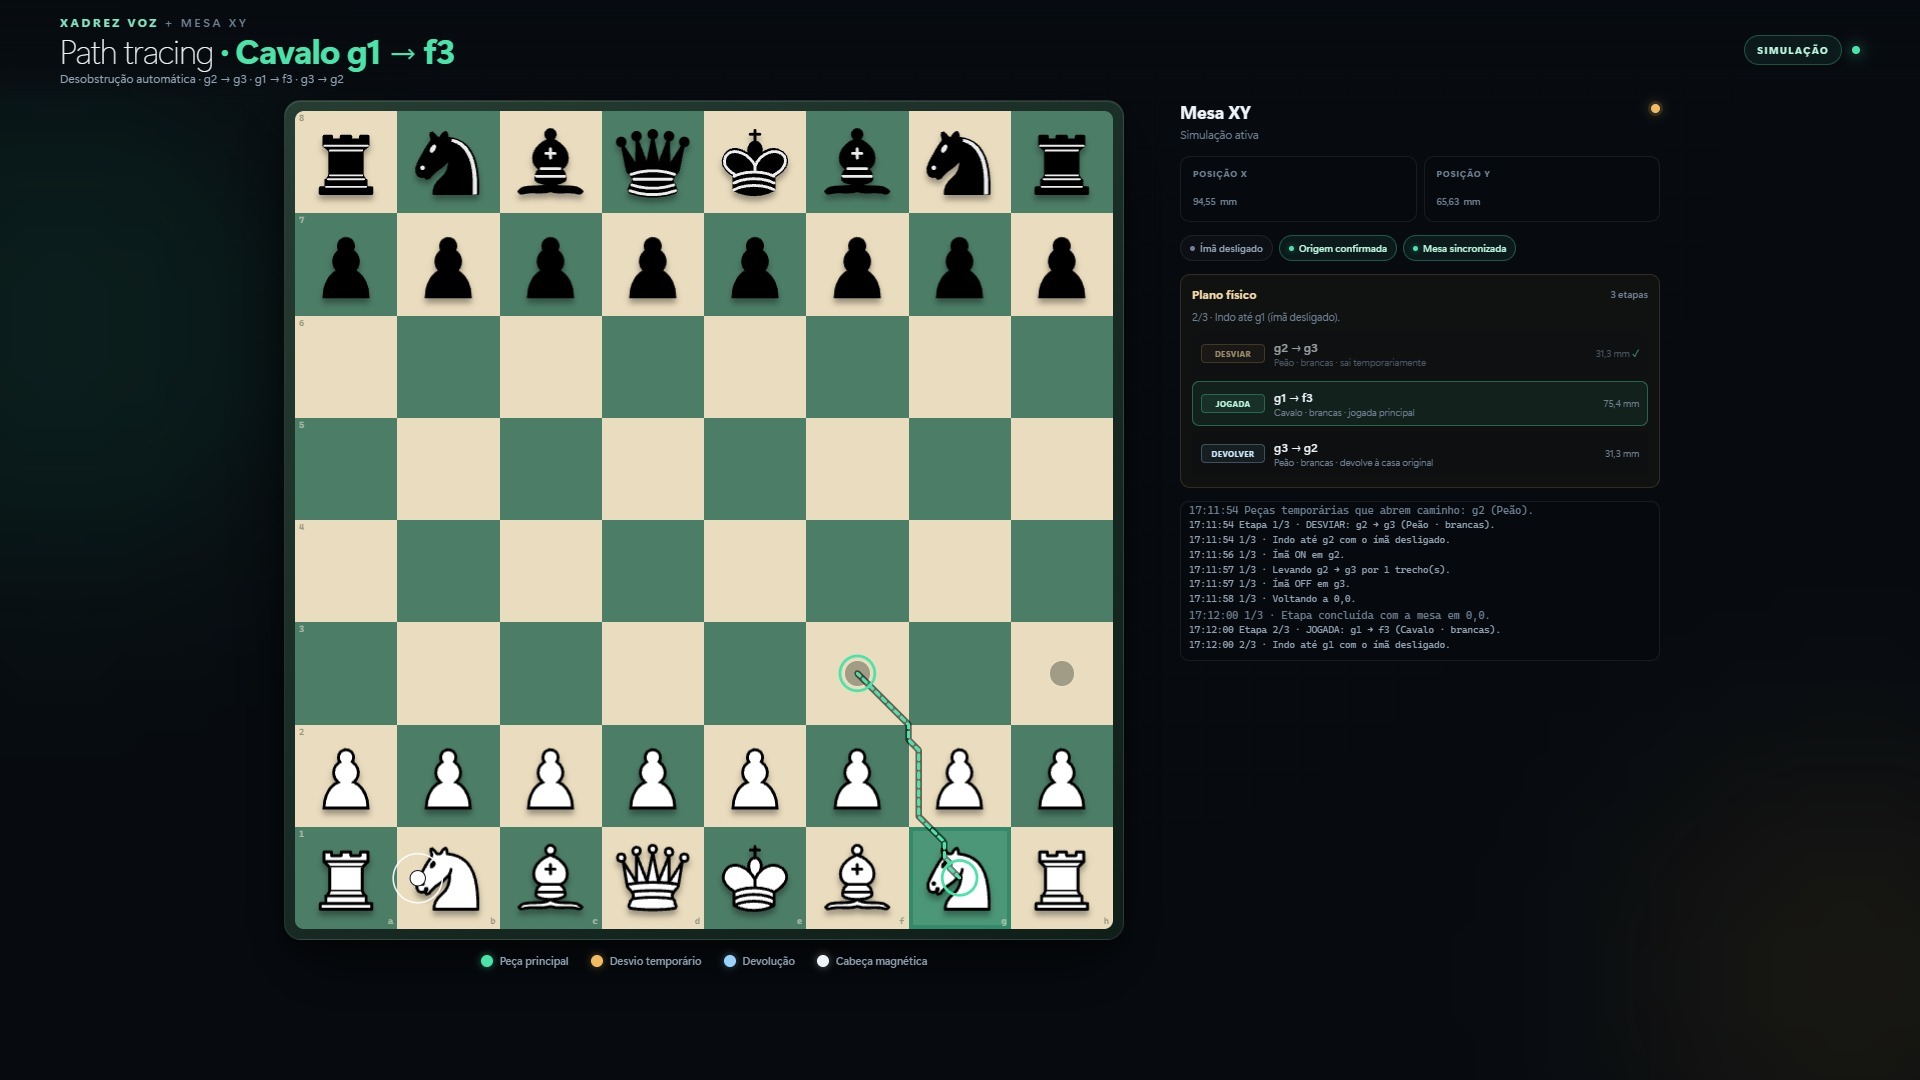 XADREZ VOZ + MESA XY
Path tracing · Cavalo g1 → f3
Desobstrução automática · g2 → g3 · g1 → f3 · g3 → g2
SIMULAÇÃO
8
7
6
5
4
3
2
1
a b c d e f g h
Peça principal
Desvio temporário
Devolução
Cabeça magnética
Mesa XY
Simulação ativa
POSIÇÃO X
94,55 mm
POSIÇÃO Y
65,63 mm
Ímã desligado
Origem confirmada
Mesa sincronizada
Plano físico
3 etapas
2/3 · Indo até g1 (ímã desligado).
DESVIAR
g2 → g3
Peão · brancas · sai temporariamente
31,3 mm ✓
JOGADA
g1 → f3
Cavalo · brancas · jogada principal
75,4 mm
DEVOLVER
g3 → g2
Peão · brancas · devolve à casa original
31,3 mm
17:11:54 Peças temporárias que abrem caminho: g2 (Peão).
17:11:54 Etapa 1/3 · DESVIAR: g2 → g3 (Peão · brancas).
17:11:54 1/3 · Indo até g2 com o ímã desligado.
17:11:56 1/3 · Ímã ON em g2.
17:11:57 1/3 · Levando g2 → g3 por 1 trecho(s).
17:11:57 1/3 · Ímã OFF em g3.
17:11:58 1/3 · Voltando a 0,0.
17:12:00 1/3 · Etapa concluída com a mesa em 0,0.
17:12:00 Etapa 2/3 · JOGADA: g1 → f3 (Cavalo · brancas).
17:12:00 2/3 · Indo até g1 com o ímã desligado.